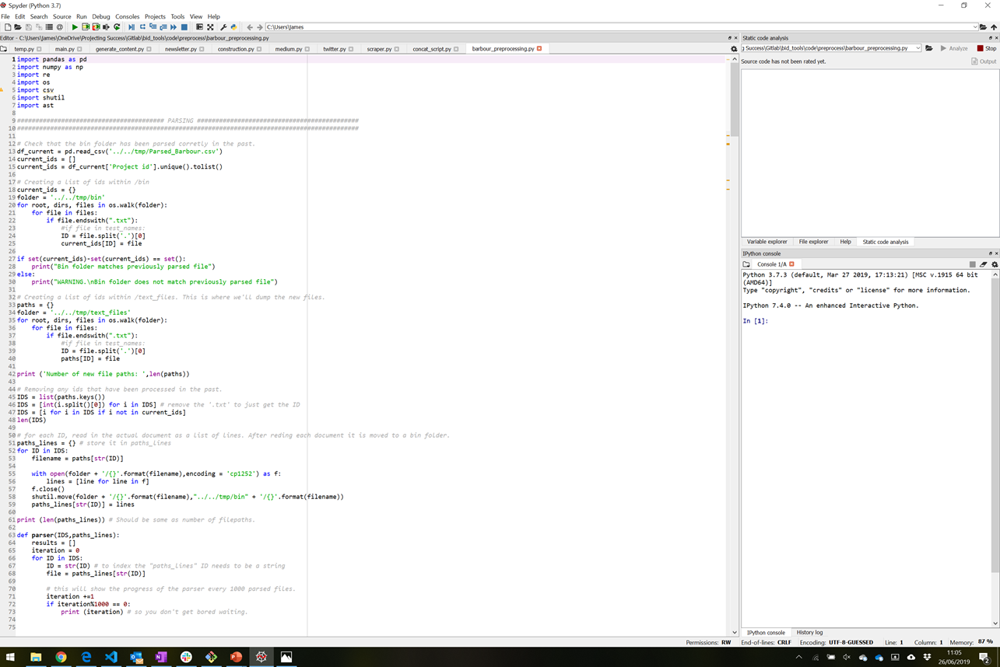 Spyder (Python 3.7)
File Edit Search Source Run Debug Consoles Projects Tools View Help
C:\Users\james
Editor - C:\Users\james\OneDrive\Projecting Success\Gitlab\bid_tools\code\preprocess\barbour_preprocessing.py
temp.py main.py generate_content.py newsletter.py construction.py medium.py twitter.py scraper.py concat_script.py barbour_preprocessing.py
1 import pandas as pd
2 import numpy as np
3 import re
4 import os
5 import csv
6 import shutil
7 import ast
8
9 ######################################## PARSING ############################################
10 #############################################################################################
11
12 # Check that the bin folder has been parsed corretly in the past.
13 df_current = pd.read_csv('../../tmp/Parsed_Barbour.csv')
14 current_ids = []
15 current_ids = df_current['Project id'].unique().tolist()
16
17 # Creating a list of ids within /bin
18 current_ids = {}
19 folder = '../../tmp/bin'
20 for root, dirs, files in os.walk(folder):
21     for file in files:
22         if file.endswith(".txt"):
23             #if file in test_names:
24             ID = file.split('.')[0]
25             current_ids[ID] = file
26
27 if set(current_ids)-set(current_ids) == set():
28     print("Bin folder matches previously parsed file")
29 else:
30     print("WARNING.\nBin folder does not match previously parsed file")
31
32 # Creating a list of ids within /text_files. This is where we'll dump the new files.
33 paths = {}
34 folder = '../../tmp/text_files'
35 for root, dirs, files in os.walk(folder):
36     for file in files:
37         if file.endswith(".txt"):
38             #if file in test_names:
39             ID = file.split('.')[0]
40             paths[ID] = file
41
42 print ('Number of new file paths: ',len(paths))
43
44 # Removing any ids that have been processed in the past.
45 IDS = list(paths.keys())
46 IDS = [int(i.split()[0]) for i in IDS] # remove the '.txt' to just get the ID
47 IDS = [i for i in IDS if i not in current_ids]
48 len(IDS)
49
50 # for each ID, read in the actual document as a list of lines. After reding each document it is moved to a bin folder.
51 paths_lines = {} # store it in paths_lines
52 for ID in IDS:
53     filename = paths[str(ID)]
54
55     with open(folder + '/{}'.format(filename),encoding = 'cp1252') as f:
56         lines = [line for line in f]
57     f.close()
58     shutil.move(folder + '/{}'.format(filename),"../../tmp/bin" + '/{}'.format(filename))
59     paths_lines[str(ID)] = lines
60
61 print (len(paths_lines)) # Should be same as number of filepaths.
62
63 def parser(IDS,paths_lines):
64     results = []
65     iteration = 0
66     for ID in IDS:
67         ID = str(ID) # to index the "paths_lines" ID needs to be a string
68         file = paths_lines[str(ID)]
69
70         # this will show the progress of the parser every 1000 parsed files.
71         iteration +=1
72         if iteration%1000 == 0:
73             print (iteration) # so you don't get bored waiting.
74
75
Static code analysis
Success\Gitlab\bid_tools\code\preprocess\barbour_preprocessing.py Analyze Stop
Source code has not been rated yet. Output
Variable explorer File explorer Help Static code analysis
IPython console
Console 1/A
Python 3.7.3 (default, Mar 27 2019, 17:13:21) [MSC v.1915 64 bit
(AMD64)]
Type "copyright", "credits" or "license" for more information.
IPython 7.4.0 -- An enhanced Interactive Python.
In [1]:
IPython console History log
Permissions: RW End-of-lines: CRLF Encoding: UTF-8-GUESSED Line: 1 Column: 1 Memory: 87 %
11:05
26/06/2019
2